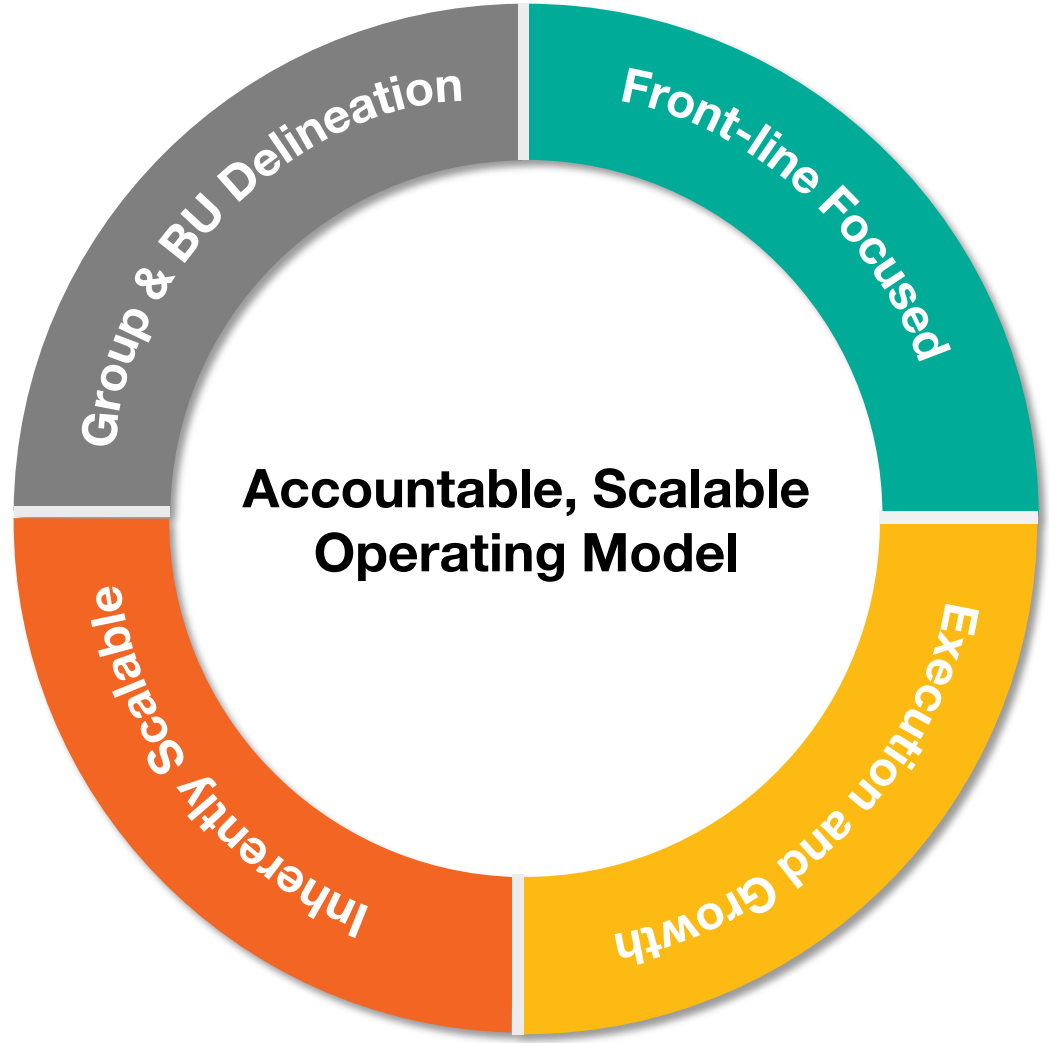 Group & BU Delineation
Front-line Focused
Accountable, Scalable
Operating Model
Inherently Scalable
Execution and Growth